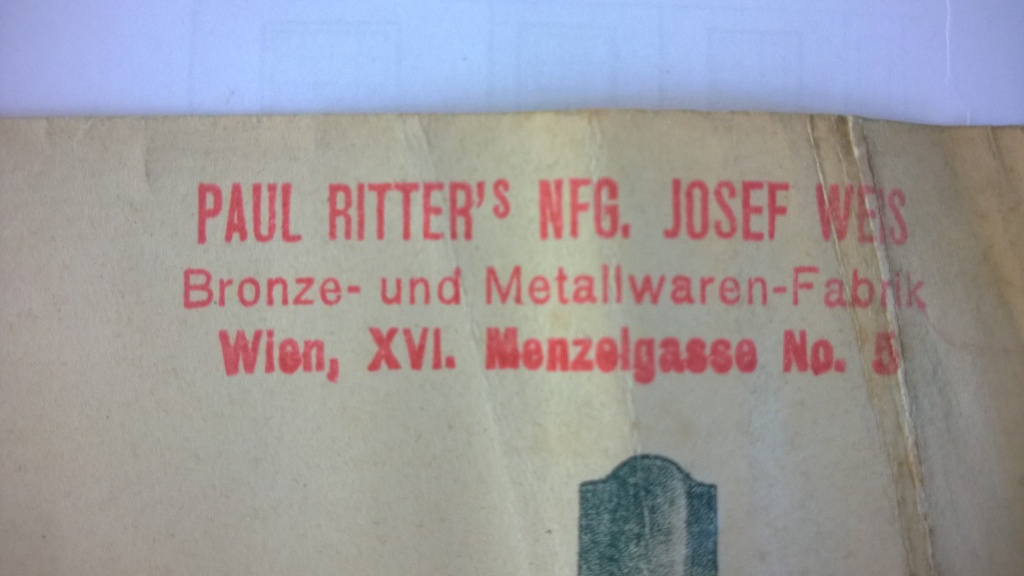 PAUL RITTER'S NFG. JOSEF WEIS
Bronze- und Metallwaren-Fabrik
Wien, XVI. Menzelgasse No. 5